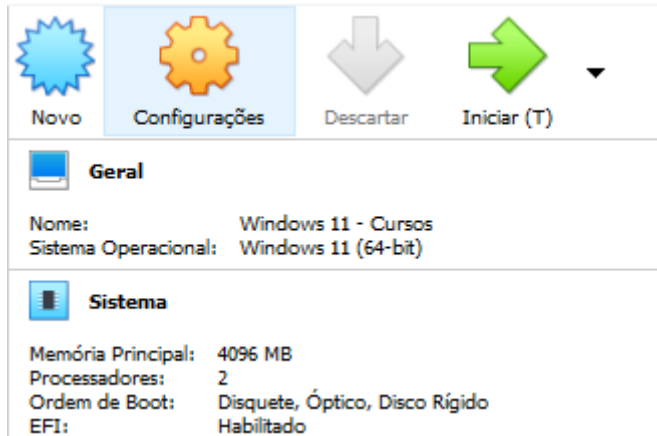 Novo Configurações Descartar Iniciar (T)
Geral
Nome: Windows 11 - Cursos
Sistema Operacional: Windows 11 (64-bit)
Sistema
Memória Principal: 4096 MB
Processadores: 2
Ordem de Boot: Disquete, Óptico, Disco Rígido
EFI: Habilitado